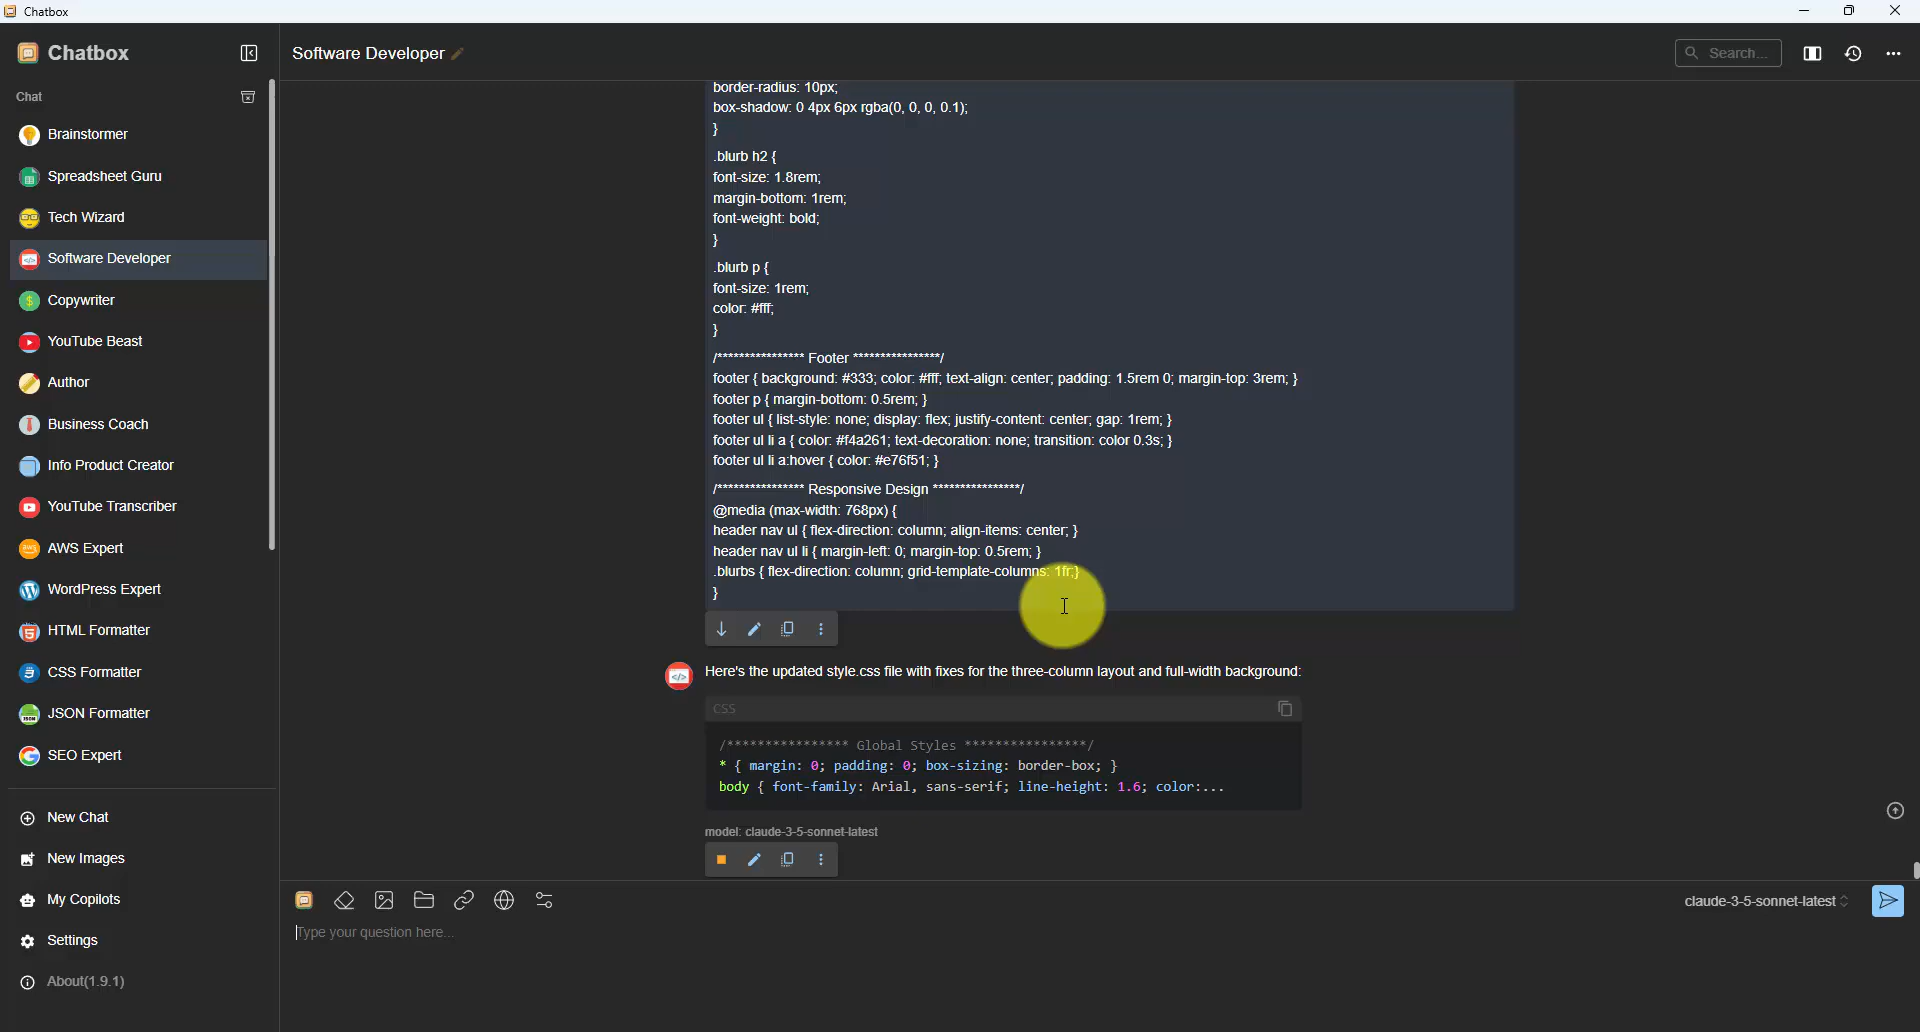 Chatbox
Chatbox
Software Developer
Search...
Chat
Brainstormer
Spreadsheet Guru
Tech Wizard
Software Developer
Copywriter
YouTube Beast
Author
Business Coach
Info Product Creator
YouTube Transcriber
AWS Expert
WordPress Expert
HTML Formatter
CSS Formatter
JSON Formatter
SEO Expert
New Chat
New Images
My Copilots
Settings
About(1.9.1)
border-radius: 10px;
box-shadow: 0 4px 6px rgba(0, 0, 0, 0.1);
}
.blurb h2 {
font-size: 1.8rem;
margin-bottom: 1rem;
font-weight: bold;
}
.blurb p {
font-size: 1rem;
color: #fff;
}
/**************** Footer ****************/
footer { background: #333; color: #fff; text-align: center; padding: 1.5rem 0; margin-top: 3rem; }
footer p { margin-bottom: 0.5rem; }
footer ul { list-style: none; display: flex; justify-content: center; gap: 1rem; }
footer ul li a { color: #f4a261; text-decoration: none; transition: color 0.3s; }
footer ul li a:hover { color: #e76f51; }
/**************** Responsive Design ****************/
@media (max-width: 768px) {
header nav ul { flex-direction: column; align-items: center; }
header nav ul li { margin-left: 0; margin-top: 0.5rem; }
.blurbs { flex-direction: column; grid-template-columns: 1fr;}
}
Here's the updated style.css file with fixes for the three-column layout and full-width background:
CSS
/**************** Global Styles ****************/
* { margin: 0; padding: 0; box-sizing: border-box; }
body { font-family: Arial, sans-serif; line-height: 1.6; color:...
model: claude-3-5-sonnet-latest
claude-3-5-sonnet-latest
Type your question here...